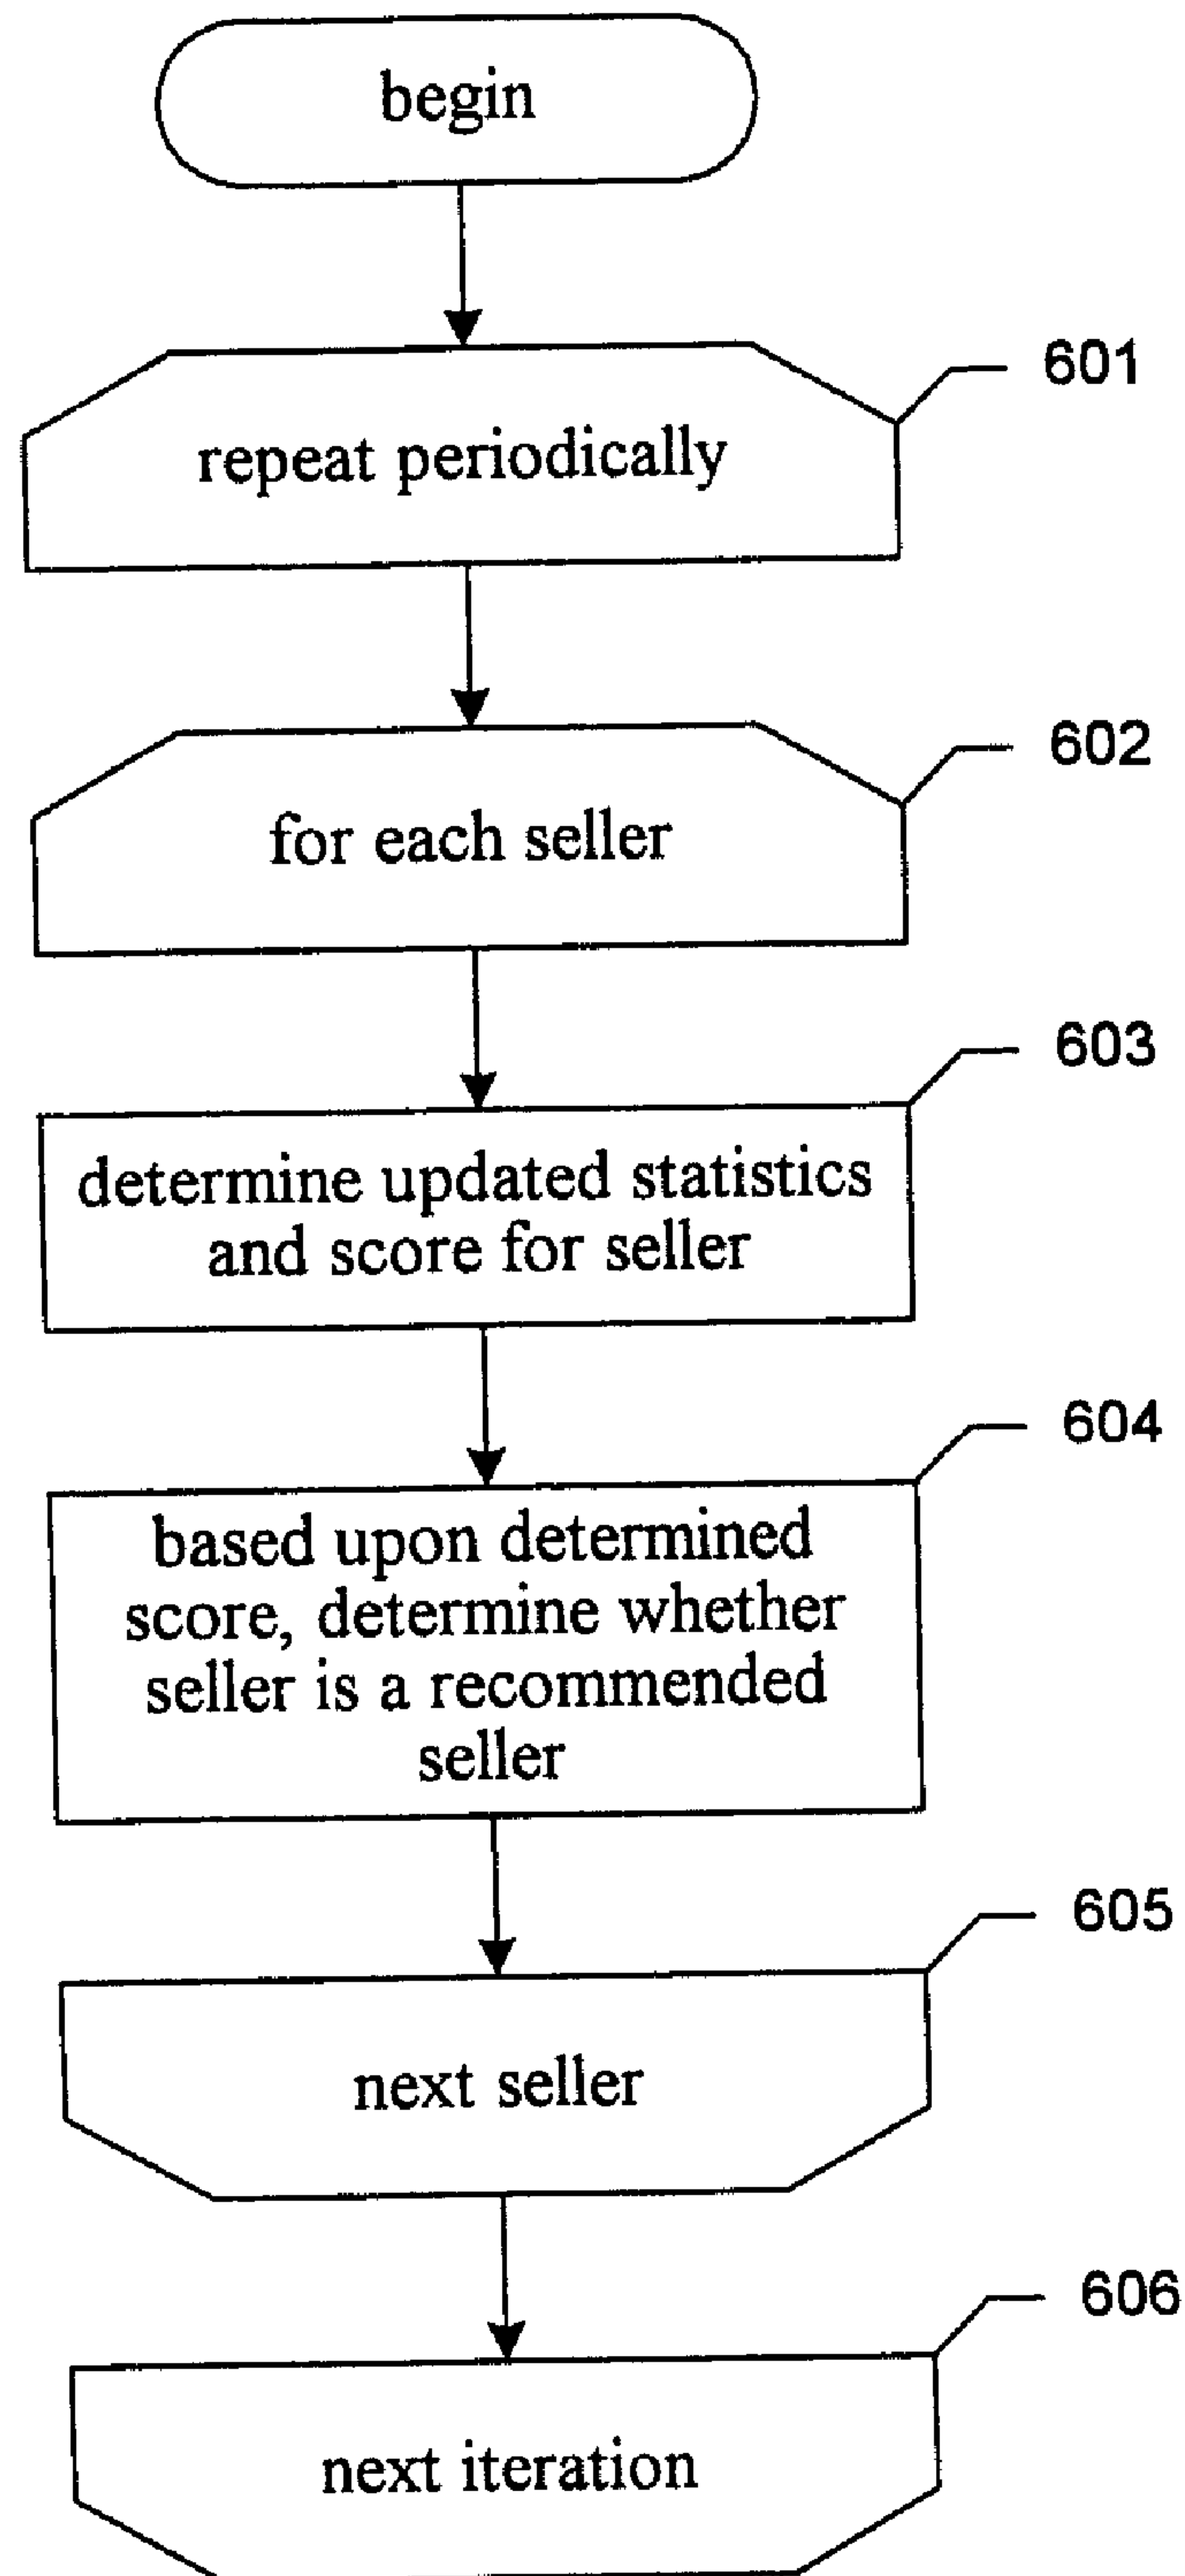 begin
601
repeat periodically
602
for each seller
603
determine updated statistics
and score for seller
604
based upon determined
score, determine whether
seller is a recommended
seller
605
next seller
606
next iteration